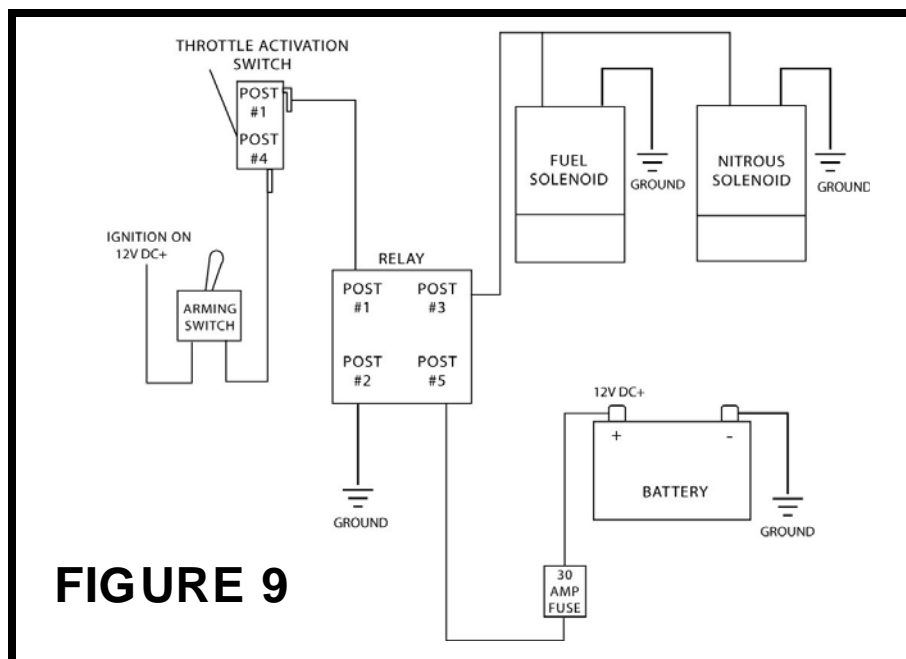 THROTTLE ACTIVATION
SWITCH
POST
#1
POST
#4
IGNITION ON
12V DC+
ARMING
SWITCH
RELAY
POST
#1
POST
#3
POST
#2
POST
#5
GROUND
FUEL
SOLENOID
GROUND
NITROUS
SOLENOID
GROUND
12V DC+
+
-
BATTERY
GROUND
30
AMP
FUSE
FIGURE 9